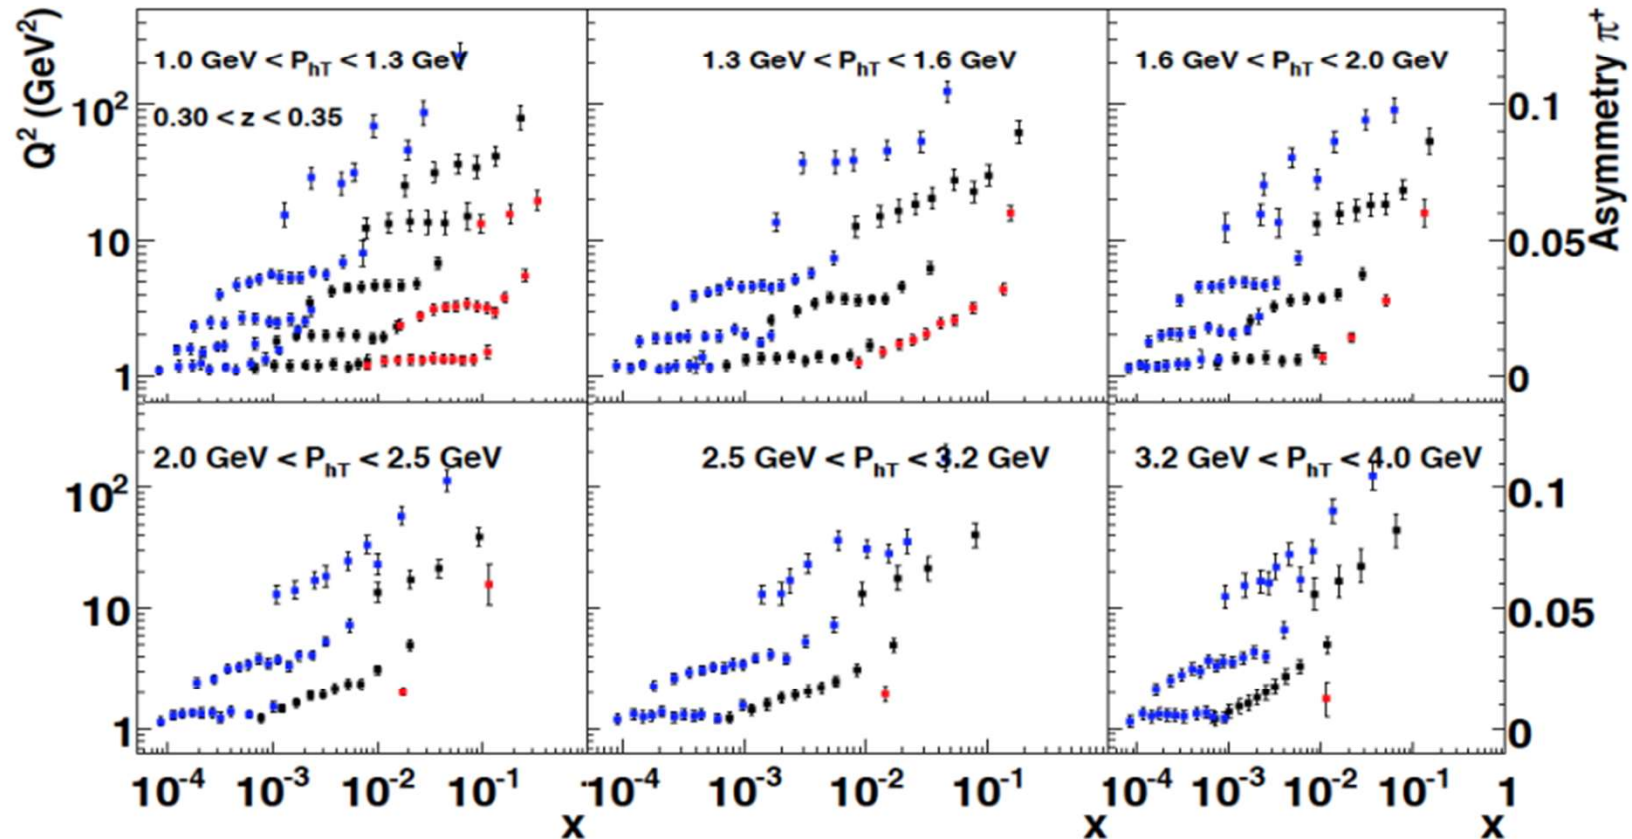 Q² (GeV²)
1.0 GeV < P_hT < 1.3 GeV
0.30 < z < 0.35
1.3 GeV < P_hT < 1.6 GeV
1.6 GeV < P_hT < 2.0 GeV
Asymmetry π⁺
10²
10
1
0.1
0.05
0
2.0 GeV < P_hT < 2.5 GeV
2.5 GeV < P_hT < 3.2 GeV
3.2 GeV < P_hT < 4.0 GeV
10²
10
1
0.1
0.05
0
10⁻⁴ 10⁻³ 10⁻² 10⁻¹
10⁻⁴ 10⁻³ 10⁻² 10⁻¹
10⁻⁴ 10⁻³ 10⁻² 10⁻¹ 1
x x x